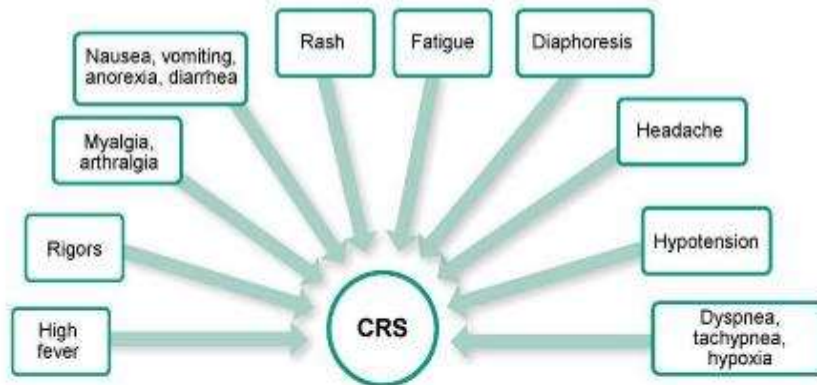 Nausea, vomiting,
anorexia, diarrhea
Rash
Fatigue
Diaphoresis
Myalgia,
arthralgia
Headache
Rigors
Hypotension
High
fever
CRS
Dyspnea,
tachypnea,
hypoxia